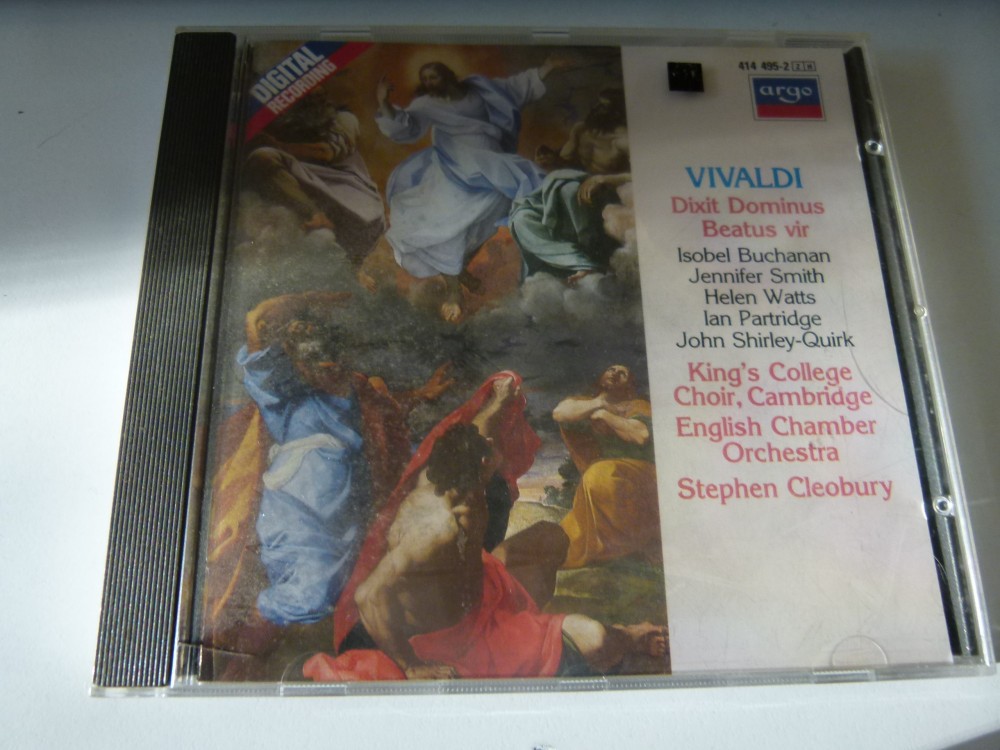 DIGITAL
RECORDING
414 495-2 ZH
argo
VIVALDI
Dixit Dominus
Beatus vir
Isobel Buchanan
Jennifer Smith
Helen Watts
Ian Partridge
John Shirley-Quirk
King's College
Choir, Cambridge
English Chamber
Orchestra
Stephen Cleobury